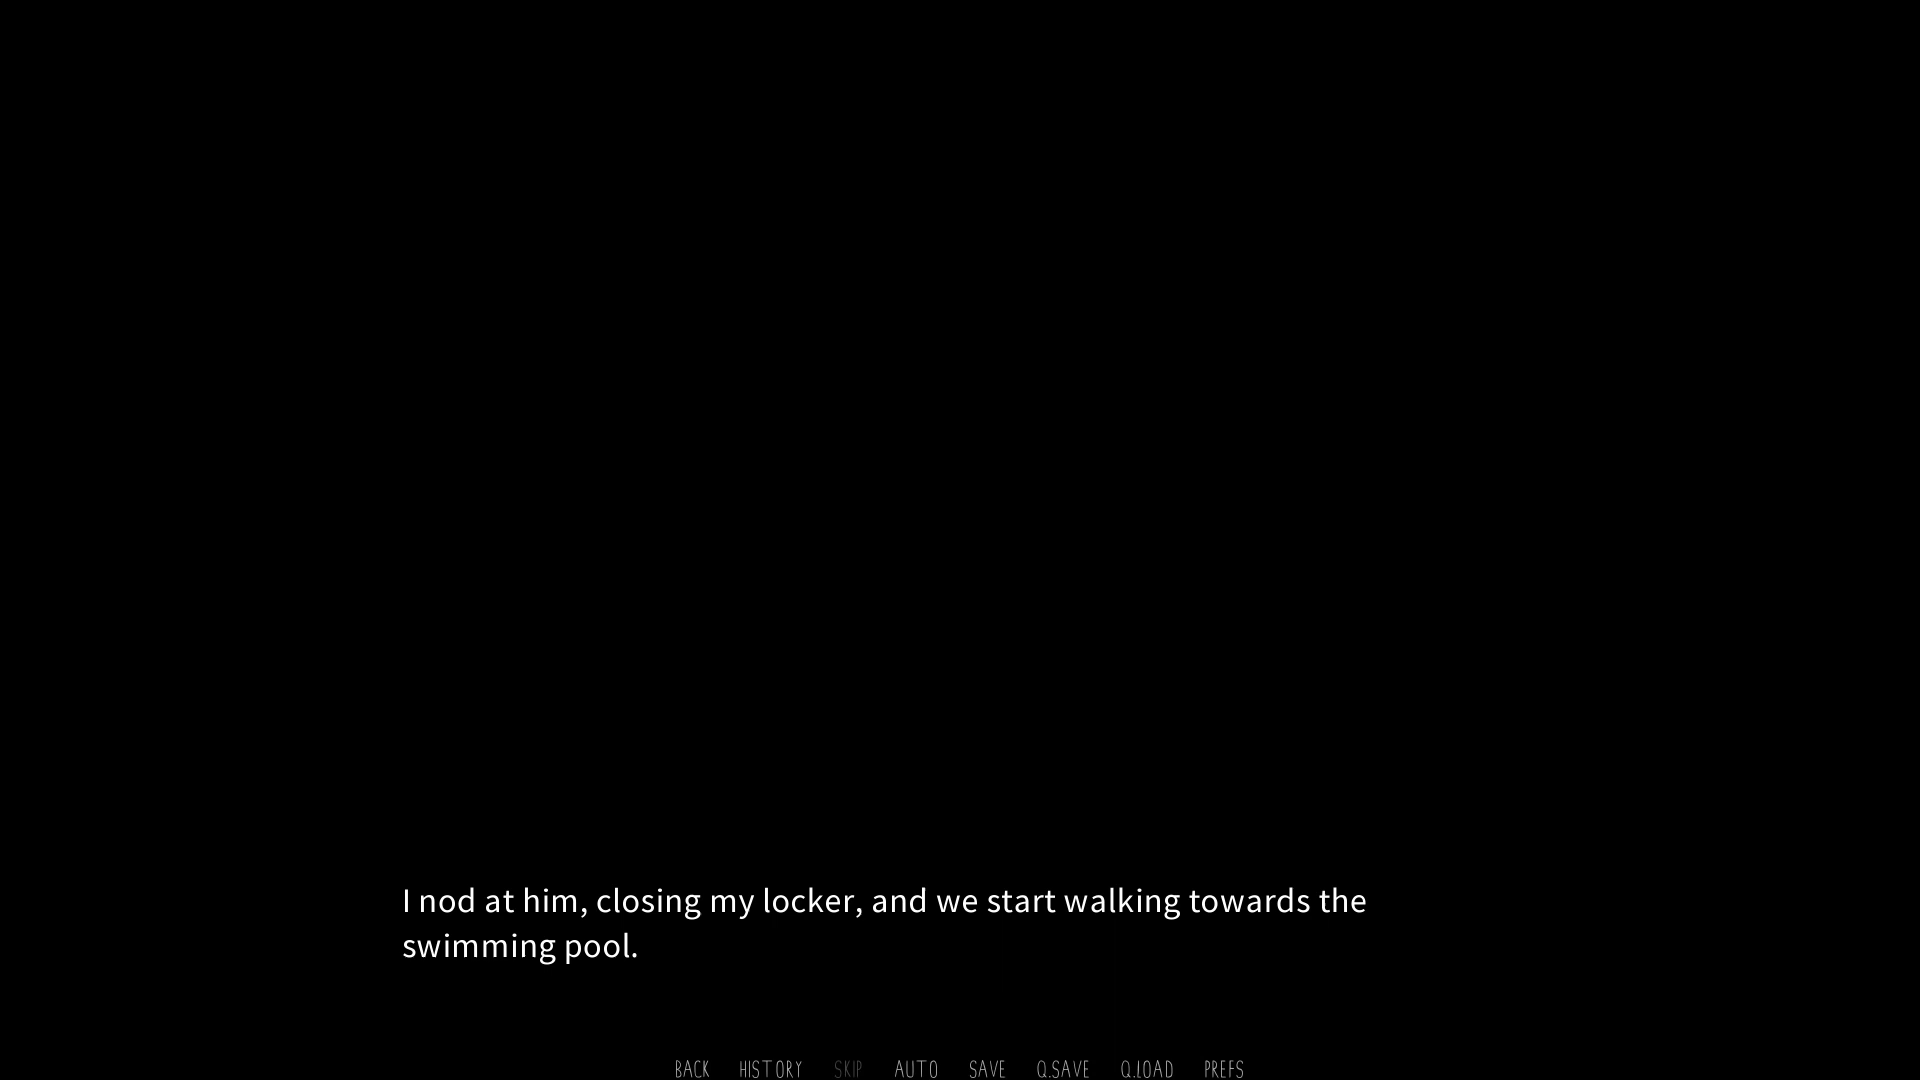 I nod at him, closing my locker, and we start walking towards the
swimming pool.
BACK HISTORY SKIP AUTO SAVE Q.SAVE Q.LOAD PREFS